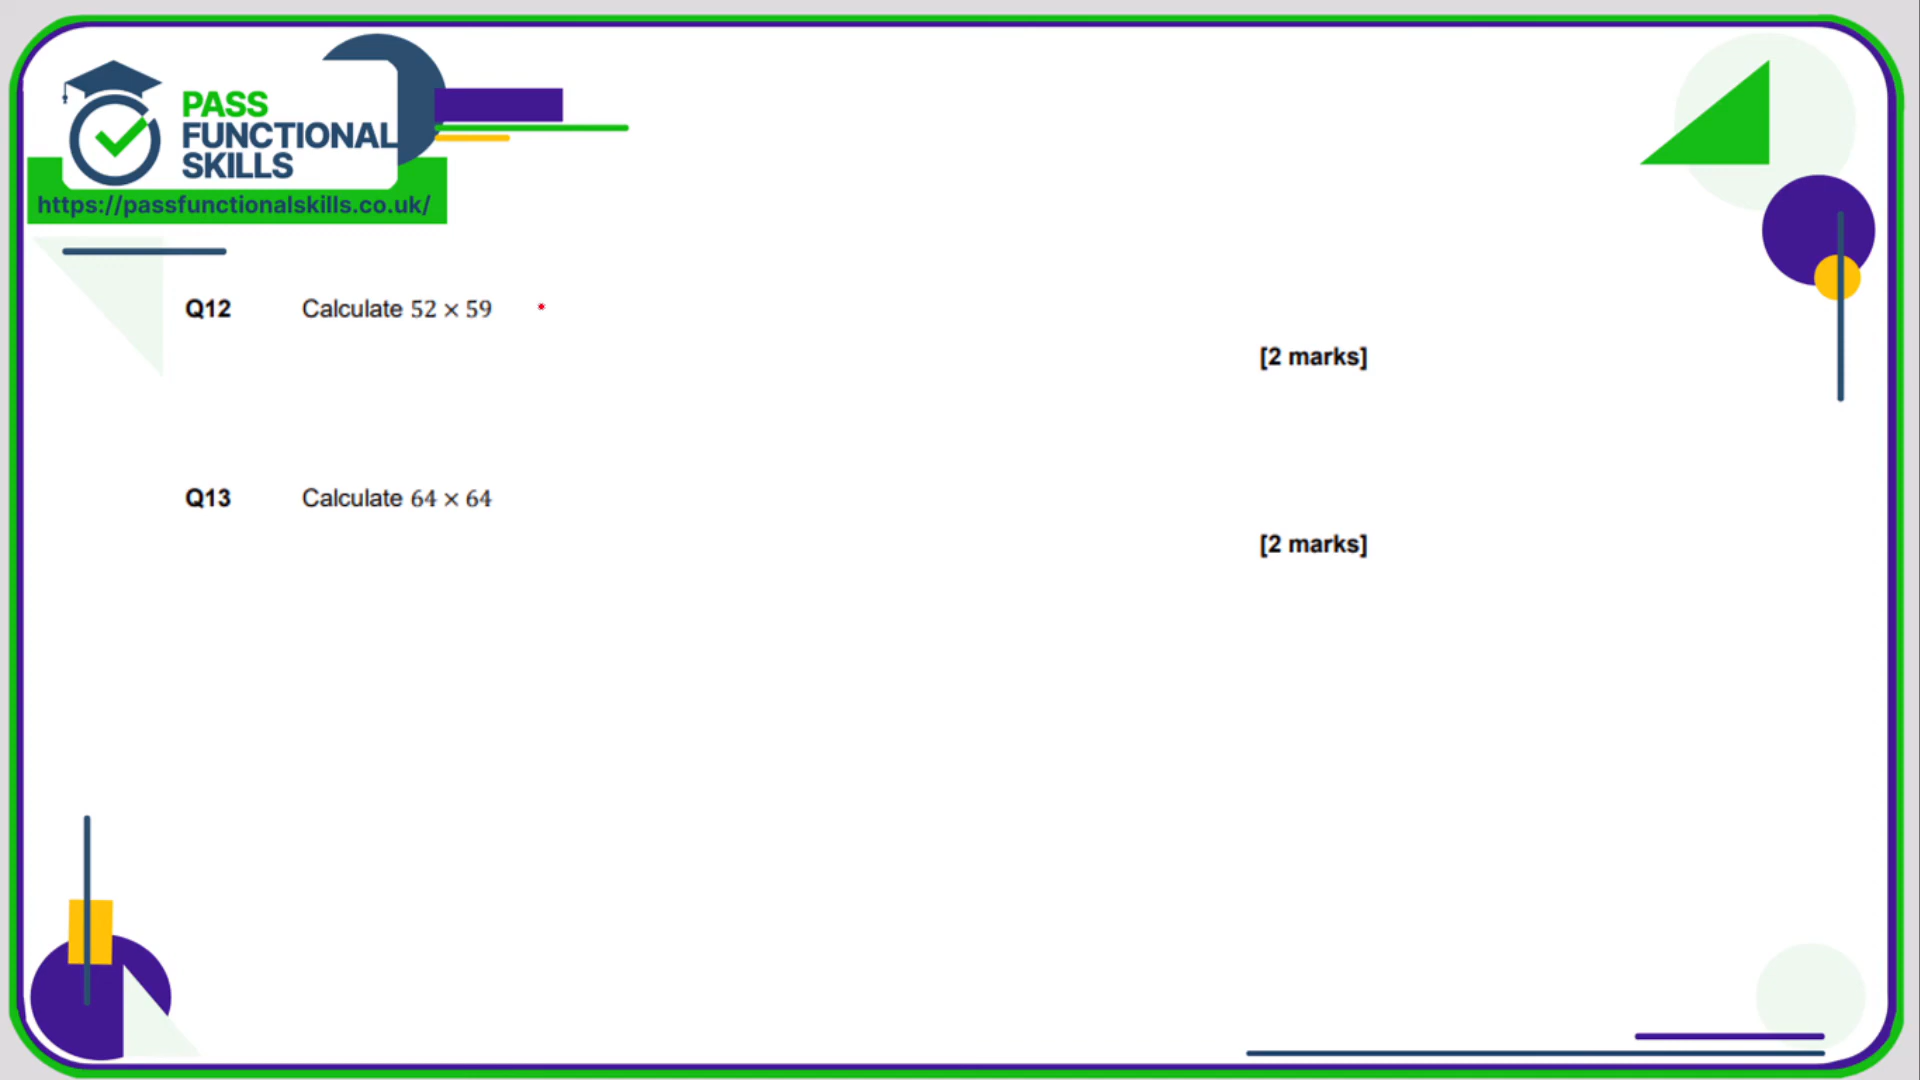 PASS
FUNCTIONAL
SKILLS
https://passfunctionalskills.co.uk/
Q12 Calculate 52 × 59
[2 marks]
Q13 Calculate 64 × 64
[2 marks]